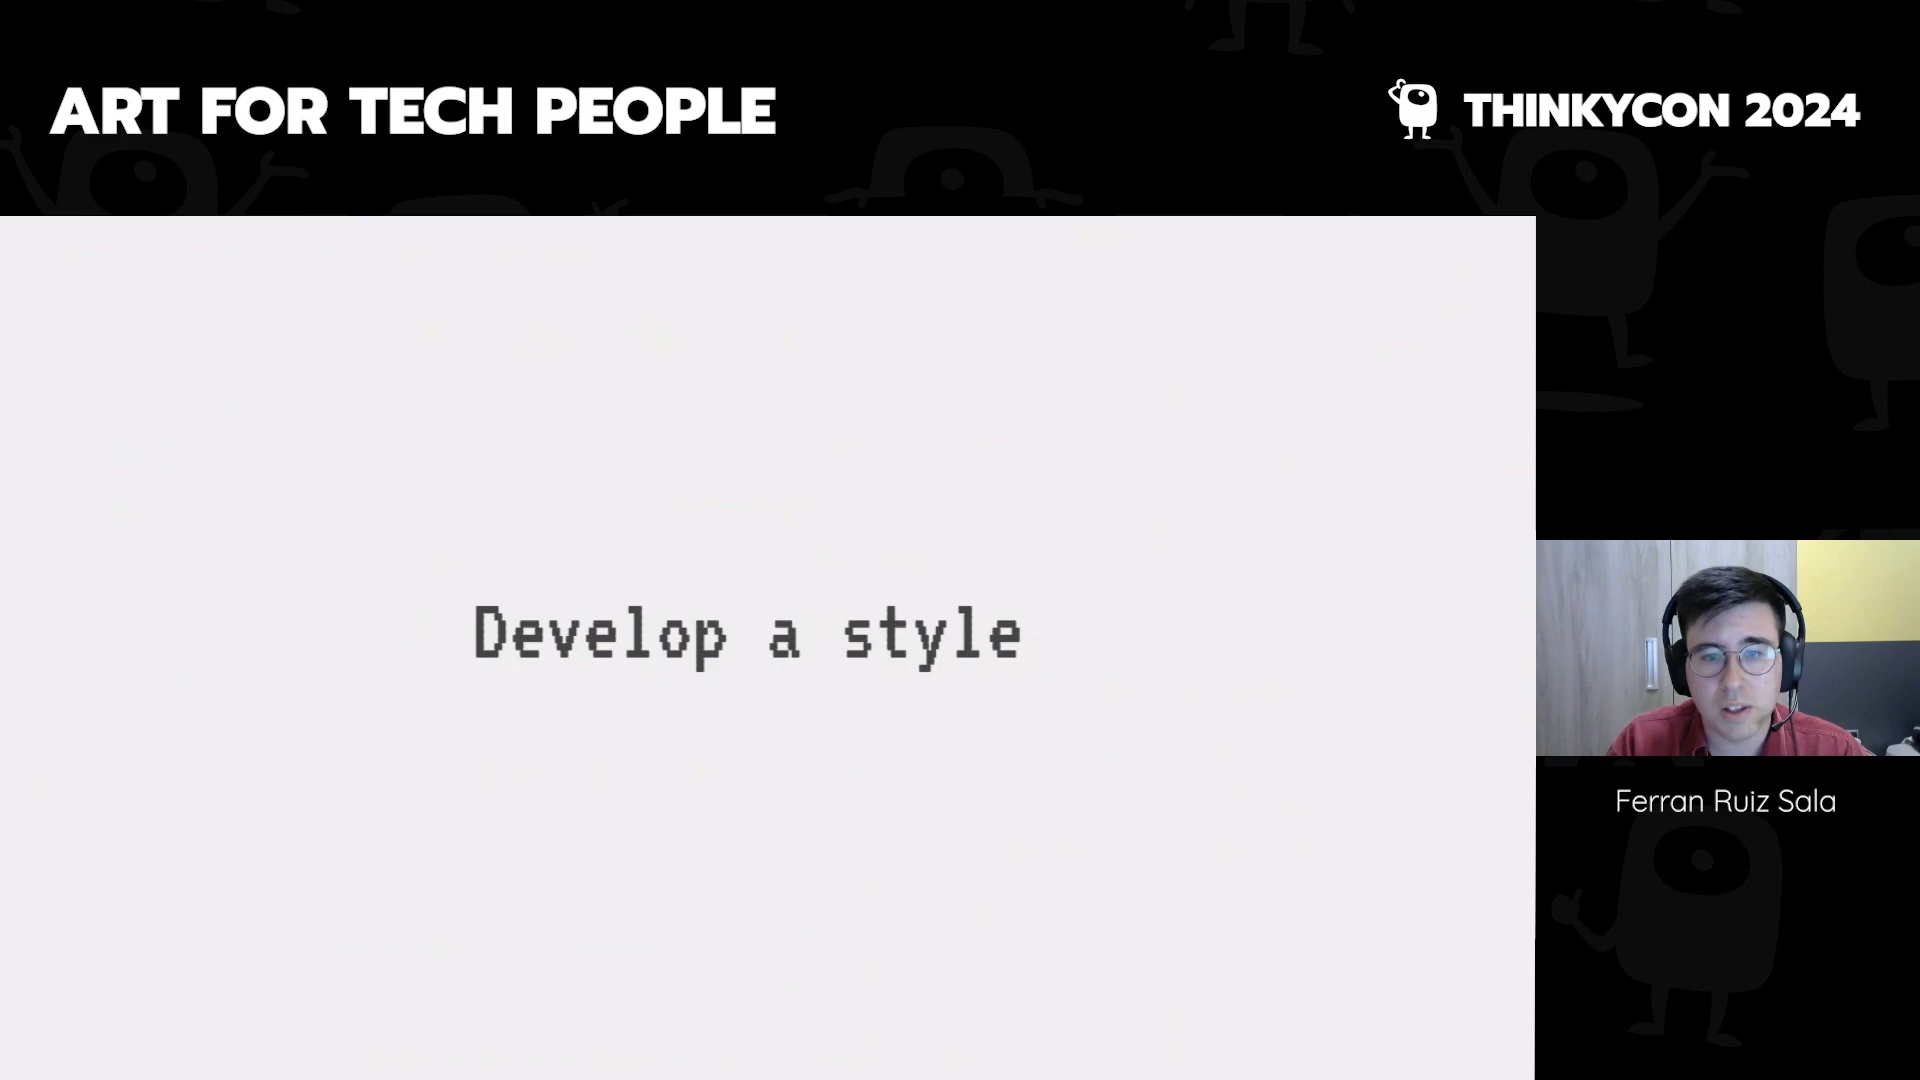 ART FOR TECH PEOPLE
THINKYCON 2024
Develop a style
Ferran Ruiz Sala